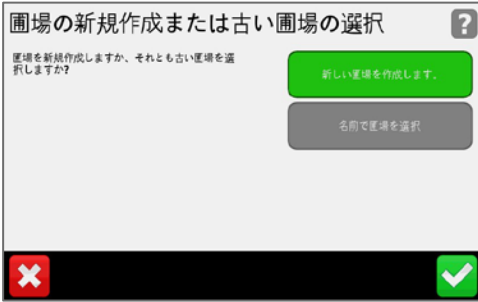 圃場の新規作成または古い圃場の選択
?
圃場を新規作成しますか、それとも古い圃場を選
択しますか?
新しい圃場を作成します。
名前で圃場を選択